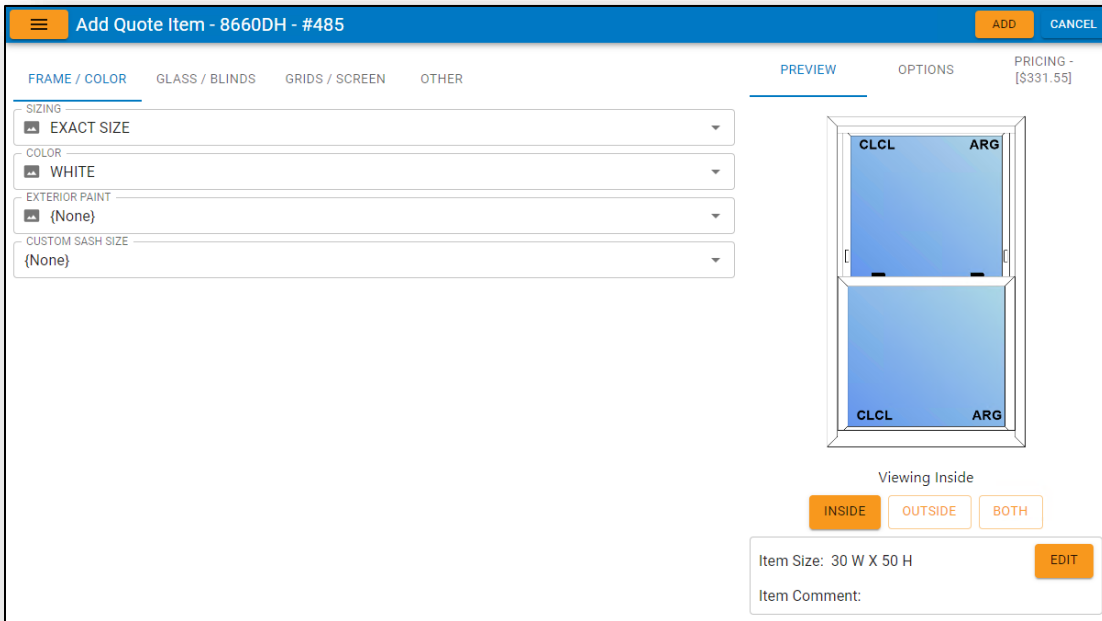 Add Quote Item - 8660DH - #485
ADD
CANCEL
FRAME / COLOR
GLASS / BLINDS
GRIDS / SCREEN
OTHER
SIZING
EXACT SIZE
COLOR
WHITE
EXTERIOR PAINT
{None}
CUSTOM SASH SIZE
{None}
PREVIEW
OPTIONS
PRICING -
[$331.55]
CLCL
ARG
CLCL
ARG
Viewing Inside
INSIDE
OUTSIDE
BOTH
Item Size: 30 W X 50 H
EDIT
Item Comment: